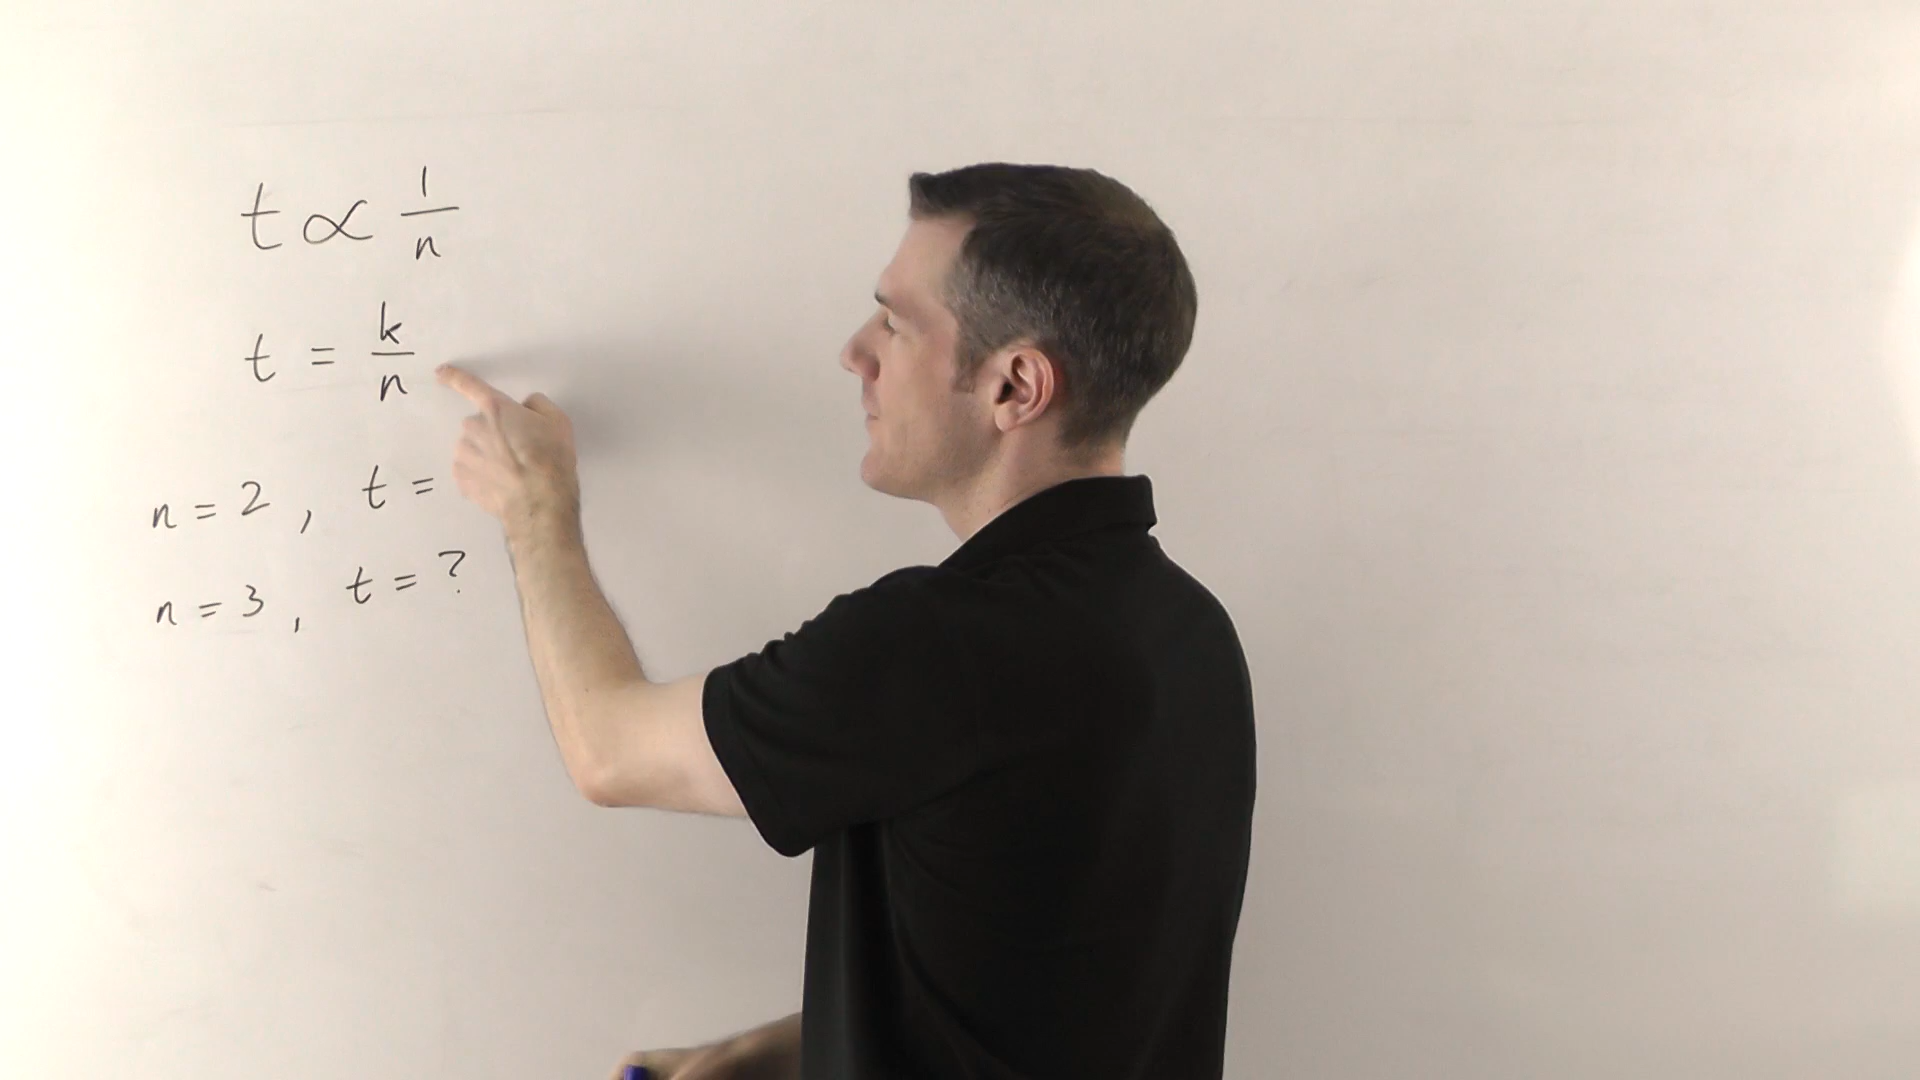 t ∝ 1/n
t = k/n
n = 2 , t =
n = 3 , t = ?